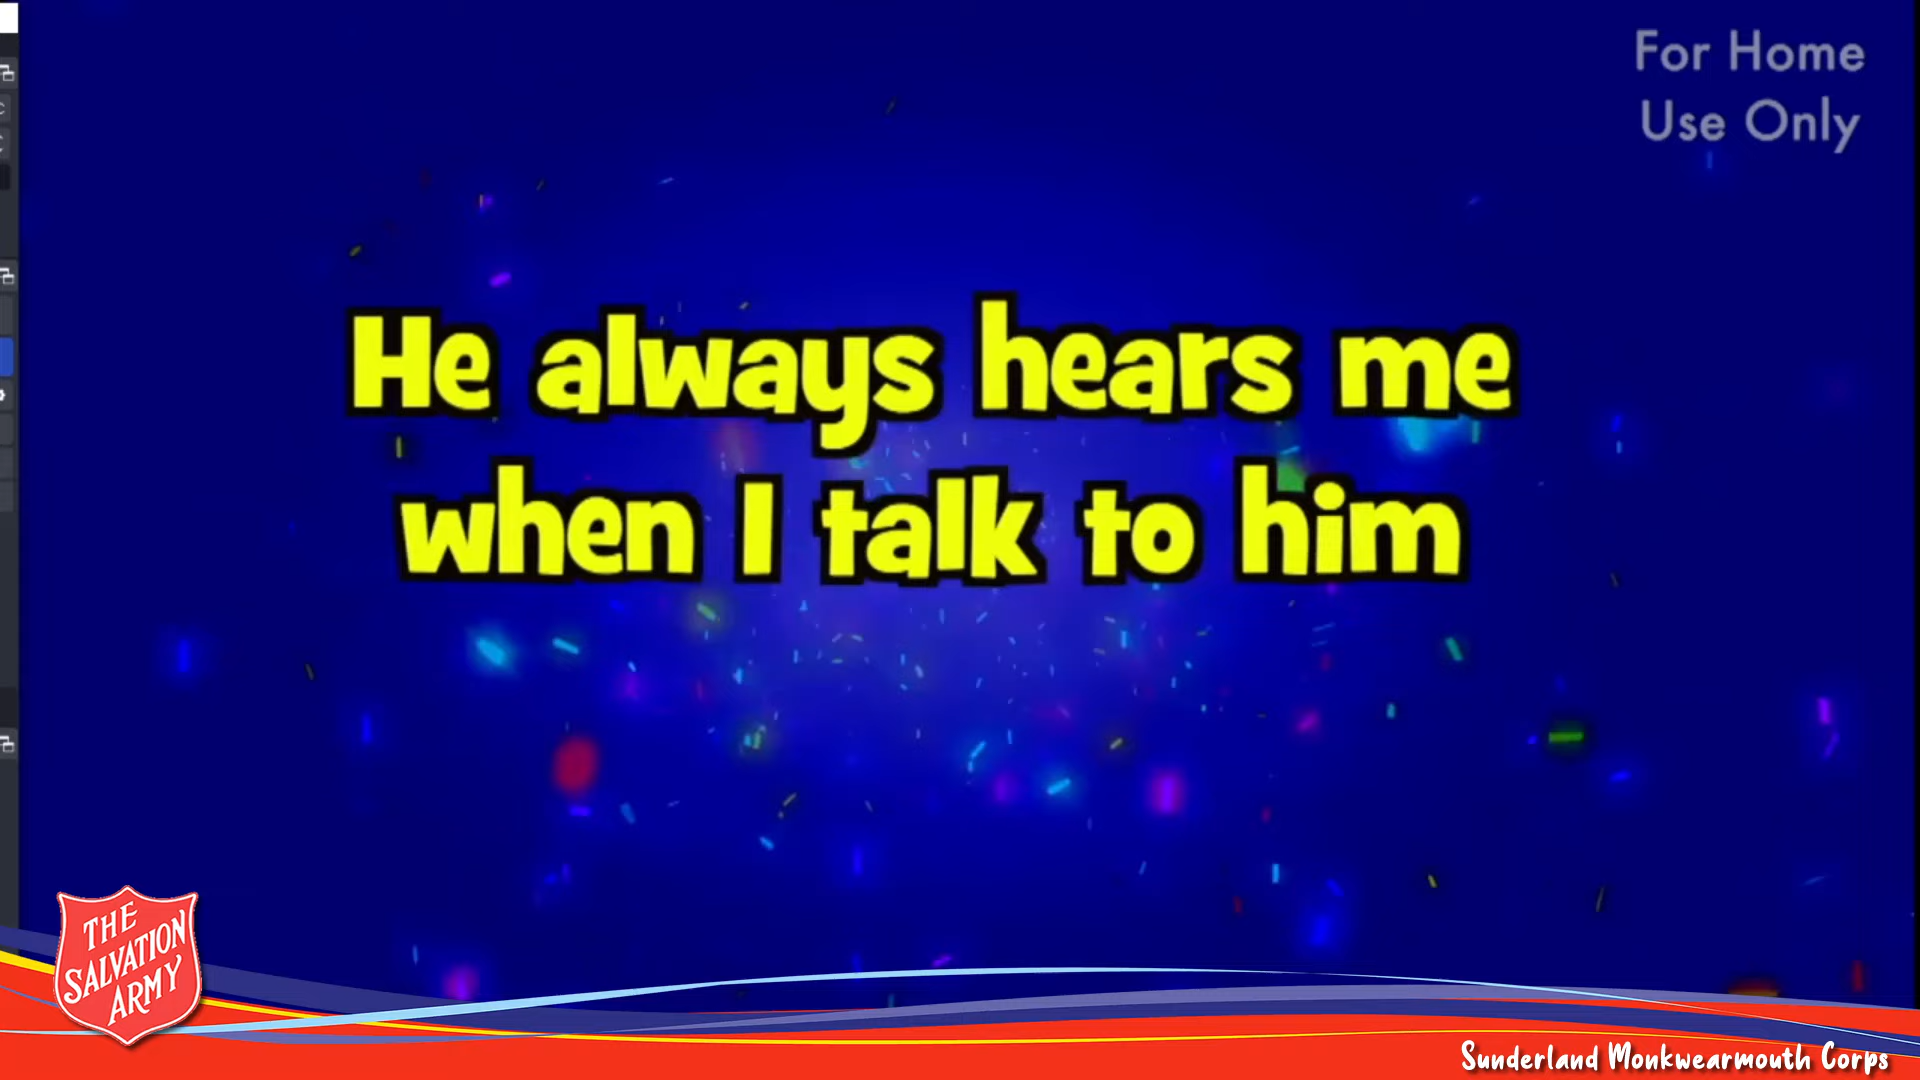 For Home
Use Only
He always hears me
when I talk to him
THE
SALVATION
ARMY
Sunderland Monkwearmouth Corps